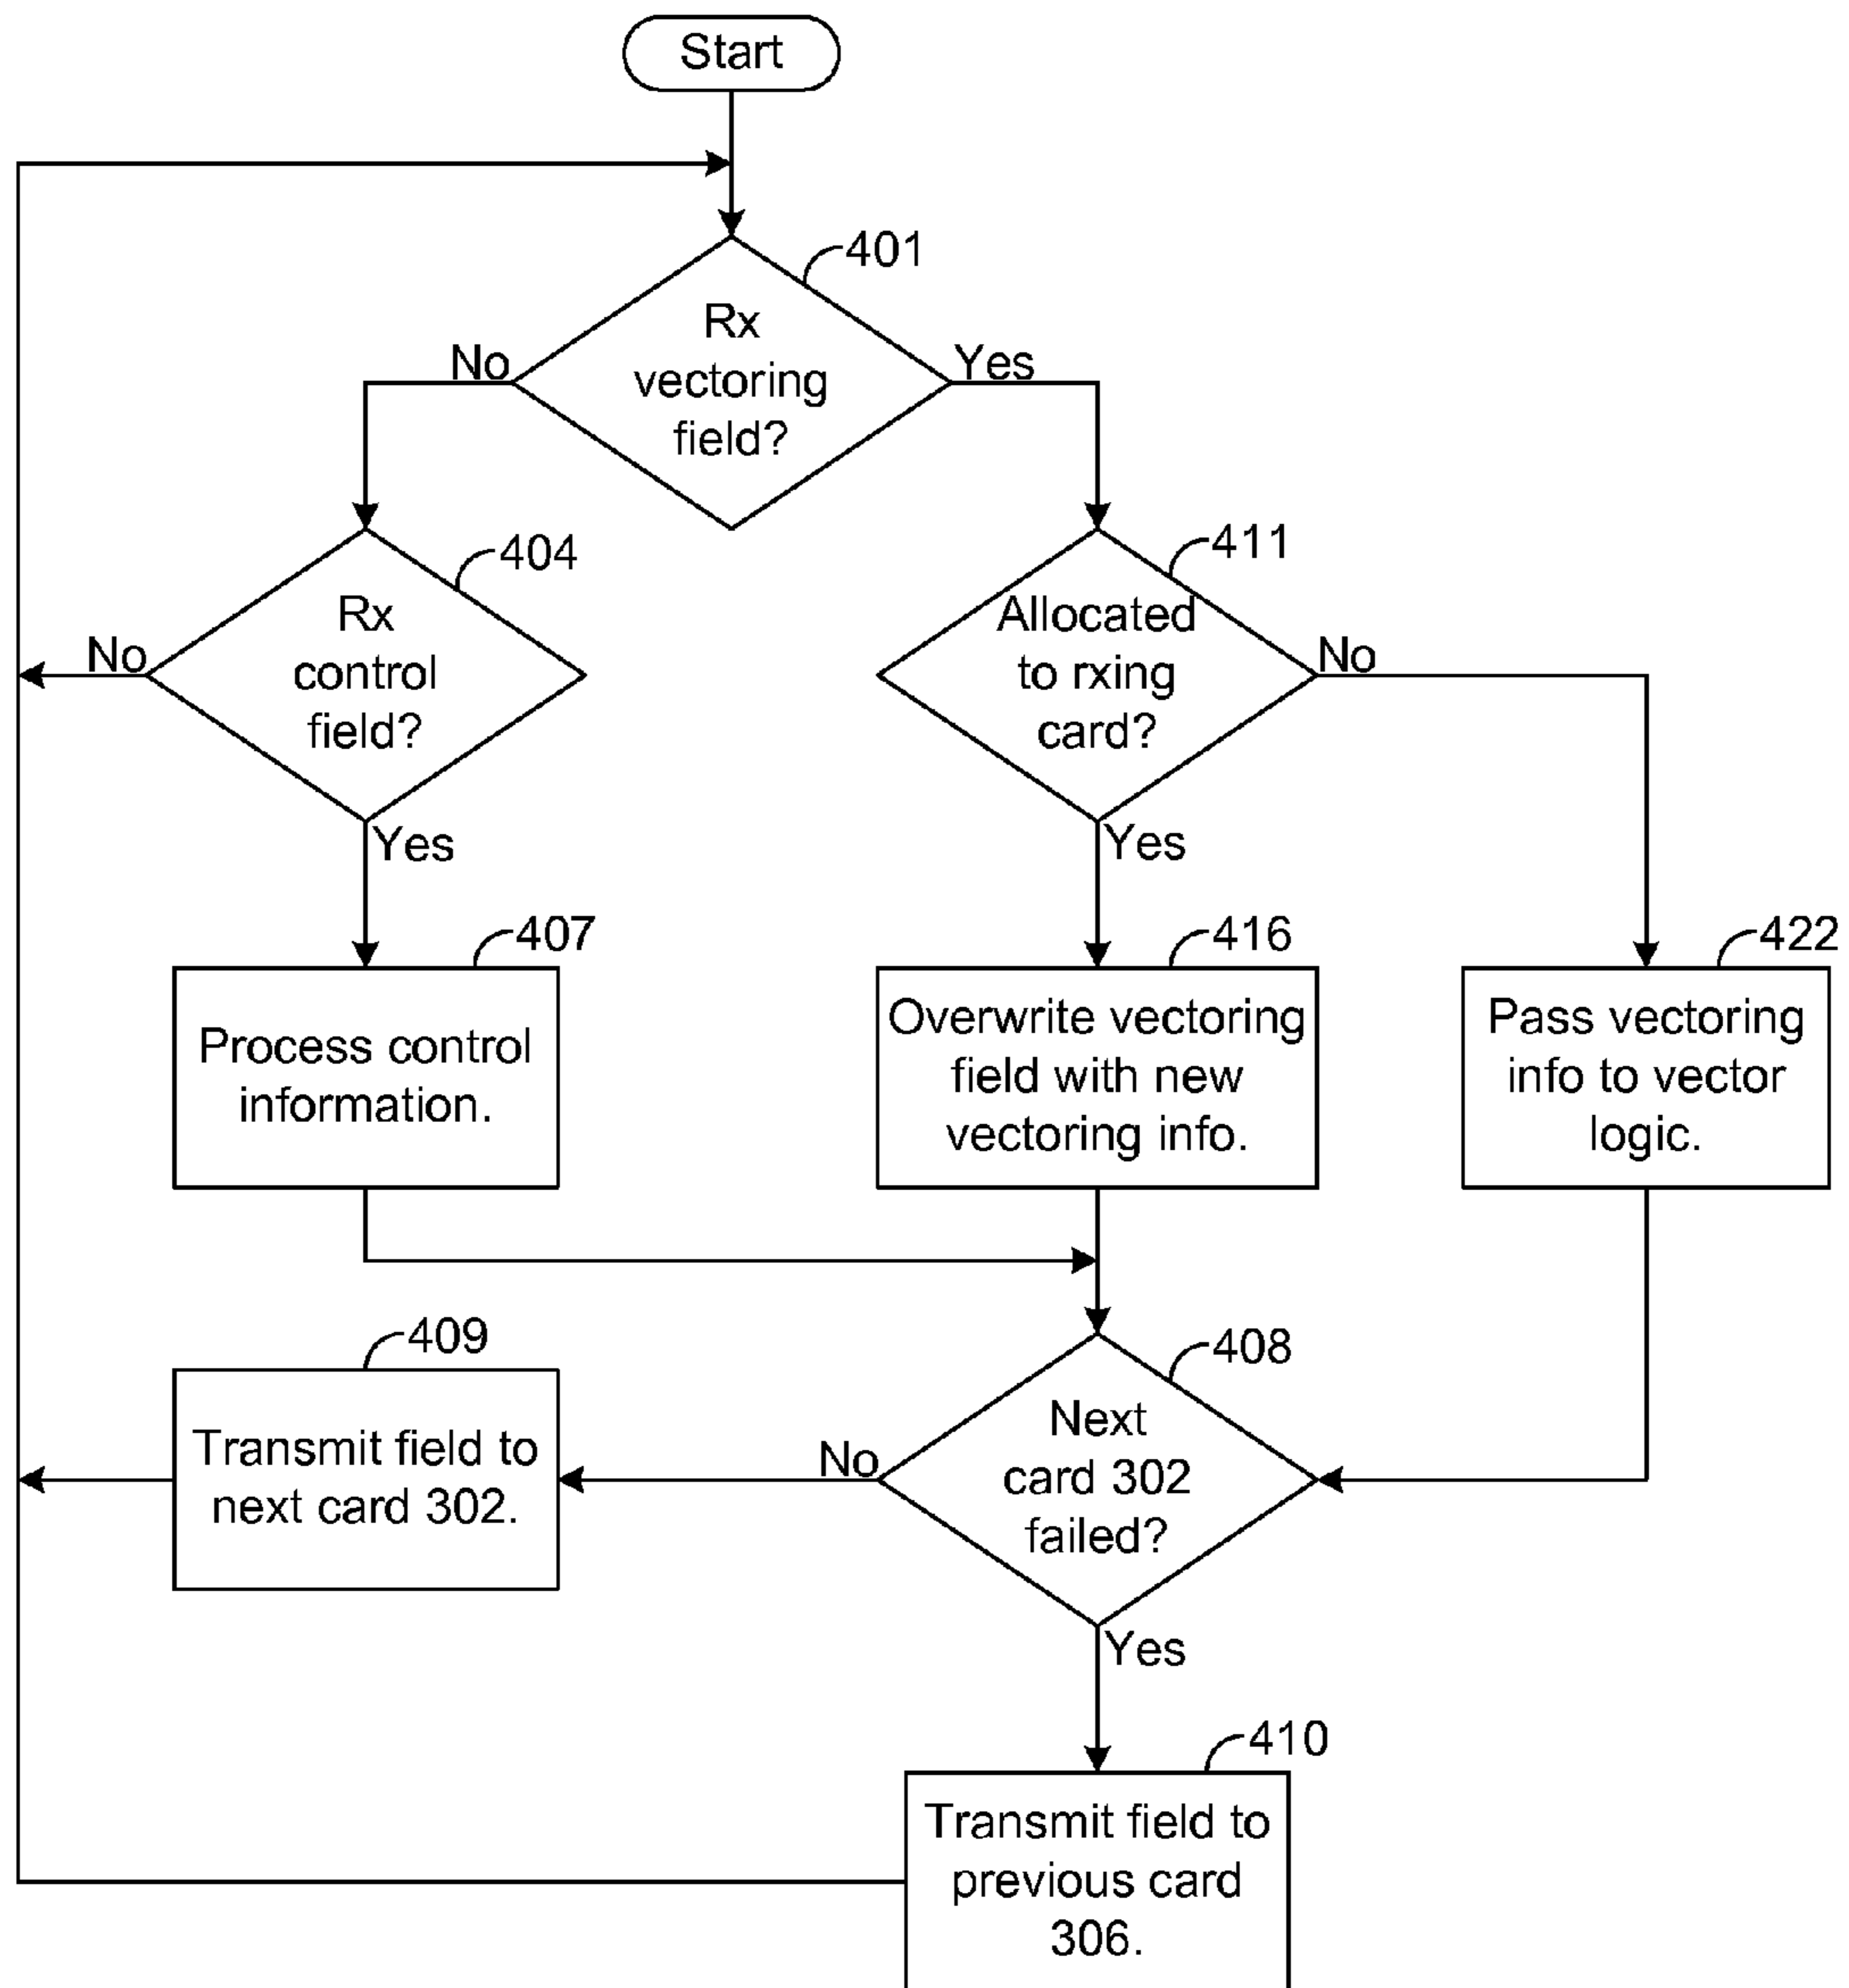 Start
401
Rx
vectoring
field?
No
Yes
404
Rx
control
field?
No
Yes
411
Allocated
to rxing
card?
No
Yes
407
Process control
information.
416
Overwrite vectoring
field with new
vectoring info.
422
Pass vectoring
info to vector
logic.
409
Transmit field to
next card 302.
408
Next
card 302
failed?
No
Yes
410
Transmit field to
previous card
306.